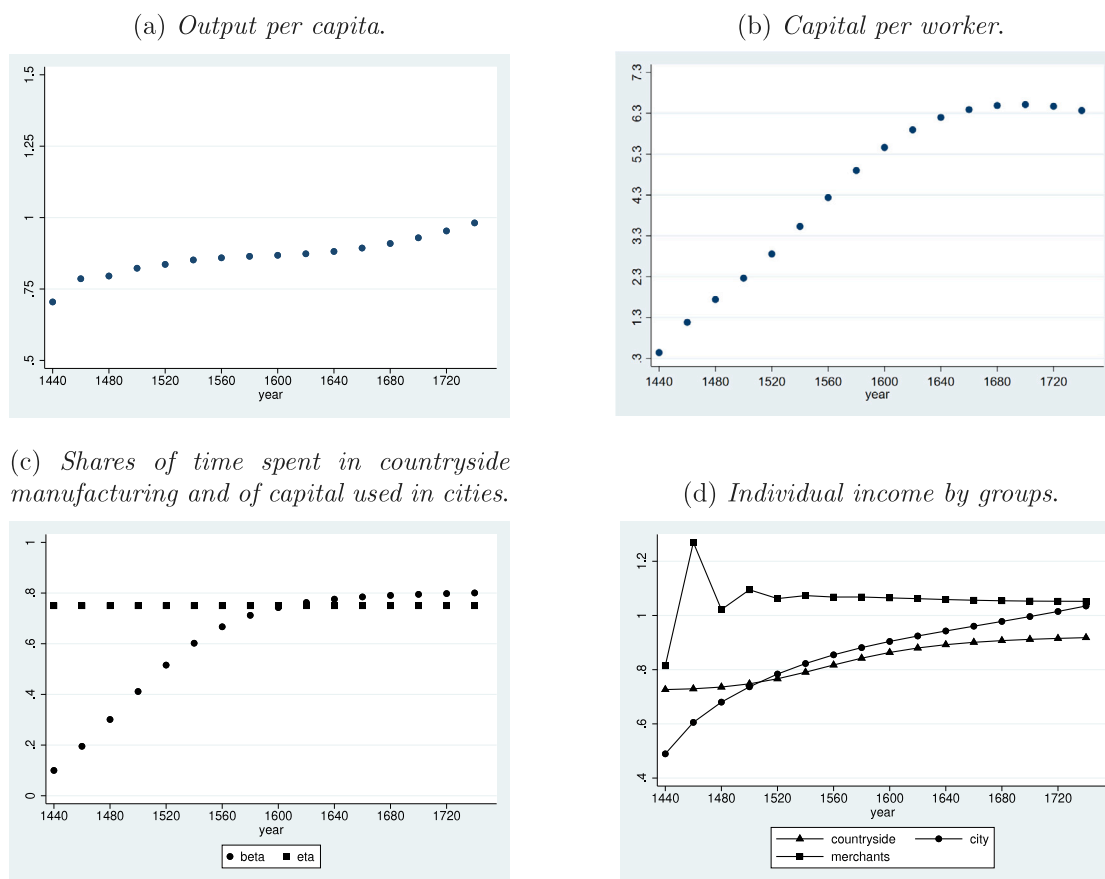 (a) Output per capita.
1.5
1.25
1
.75
.5
1440 1480 1520 1560 1600 1640 1680 1720
year
(b) Capital per worker.
7.3
6.3
5.3
4.3
3.3
2.3
1.3
.3
1440 1480 1520 1560 1600 1640 1680 1720
year
(c) Shares of time spent in countryside
manufacturing and of capital used in cities.
1
.8
.6
.4
.2
0
1440 1480 1520 1560 1600 1640 1680 1720
year
beta eta
(d) Individual income by groups.
1.2
1
.8
.6
.4
1440 1480 1520 1560 1600 1640 1680 1720
year
countryside city
merchants